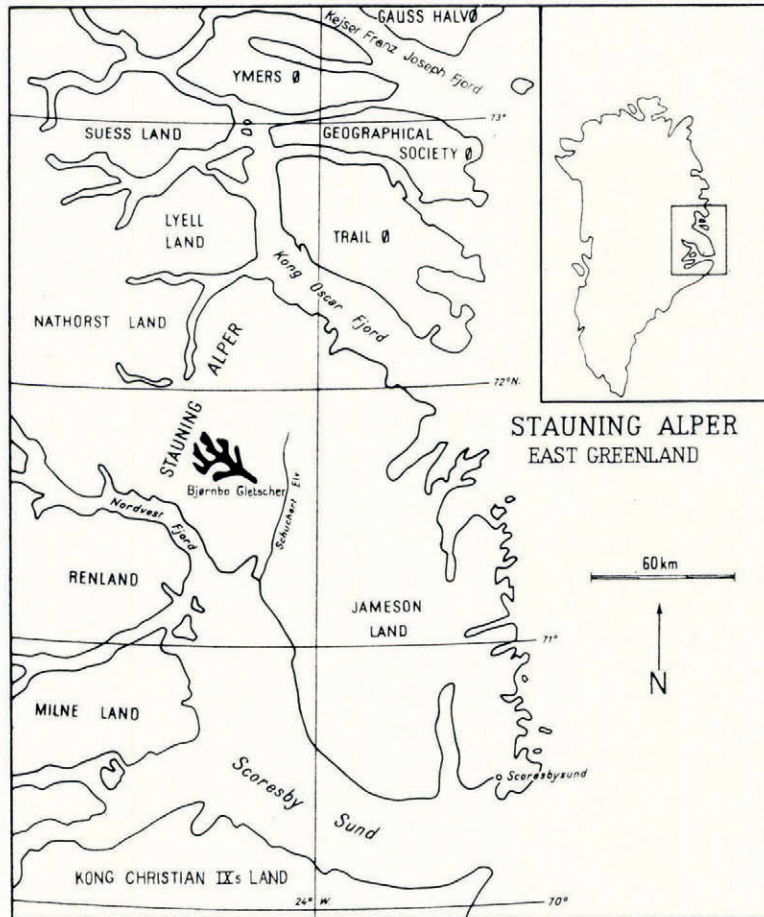 GAUSS HALVØ
Kejser Franz Joseph Fjord
YMERS Ø
73°
SUESS LAND
GEOGRAPHICAL
SOCIETY Ø
LYELL
LAND
TRAIL Ø
Kong Oscar Fjord
NATHORST LAND
STAUNING ALPER
72°N.
STAUNING ALPER
EAST GREENLAND
Bjørnbo Gletscher
Schuchert Elv
Nordvest Fjord
60km
RENLAND
JAMESON
LAND
71°
N
MILNE LAND
Scoresbysund
Scoresby Sund
KONG CHRISTIAN IXs LAND
24° W.
70°